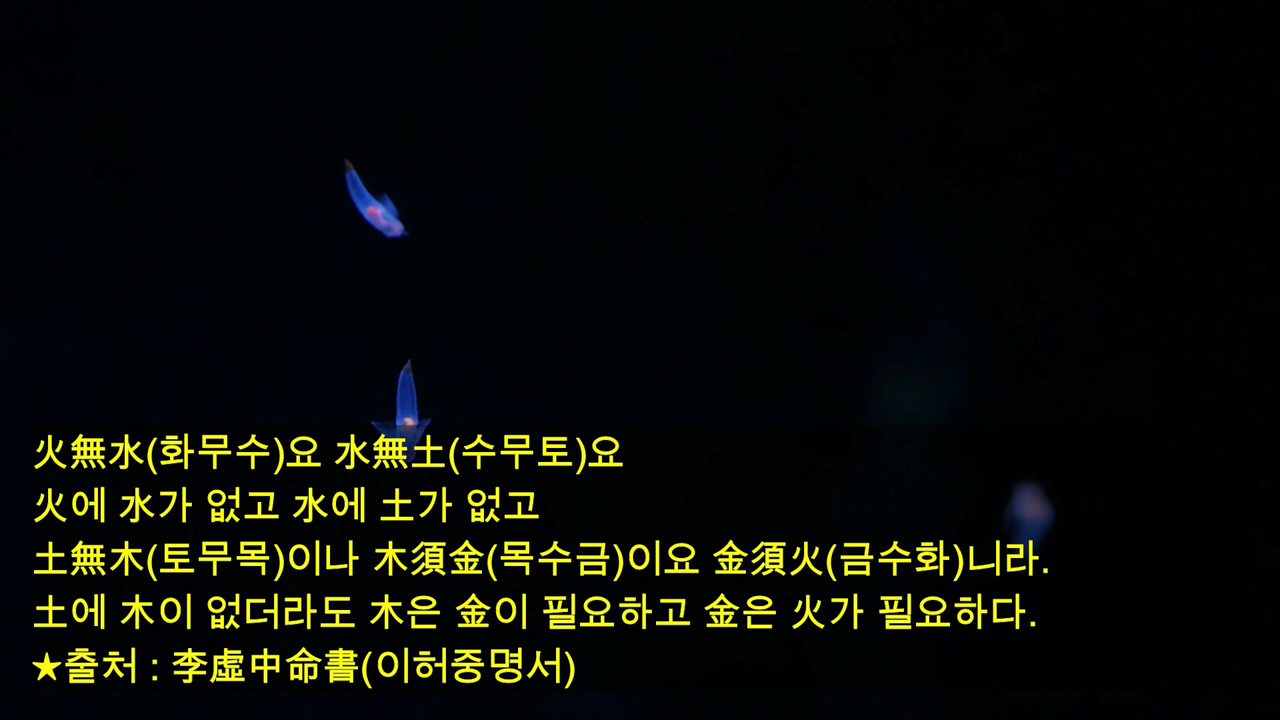 火無水(화무수)요 水無土(수무토)요
火에 水가 없고 水에 土가 없고
土無木(토무목)이나 木須金(목수금)이요 金須火(금수화)니라.
土에 木이 없더라도 木은 金이 필요하고 金은 火가 필요하다.
★출처 : 李虛中命書(이허중명서)